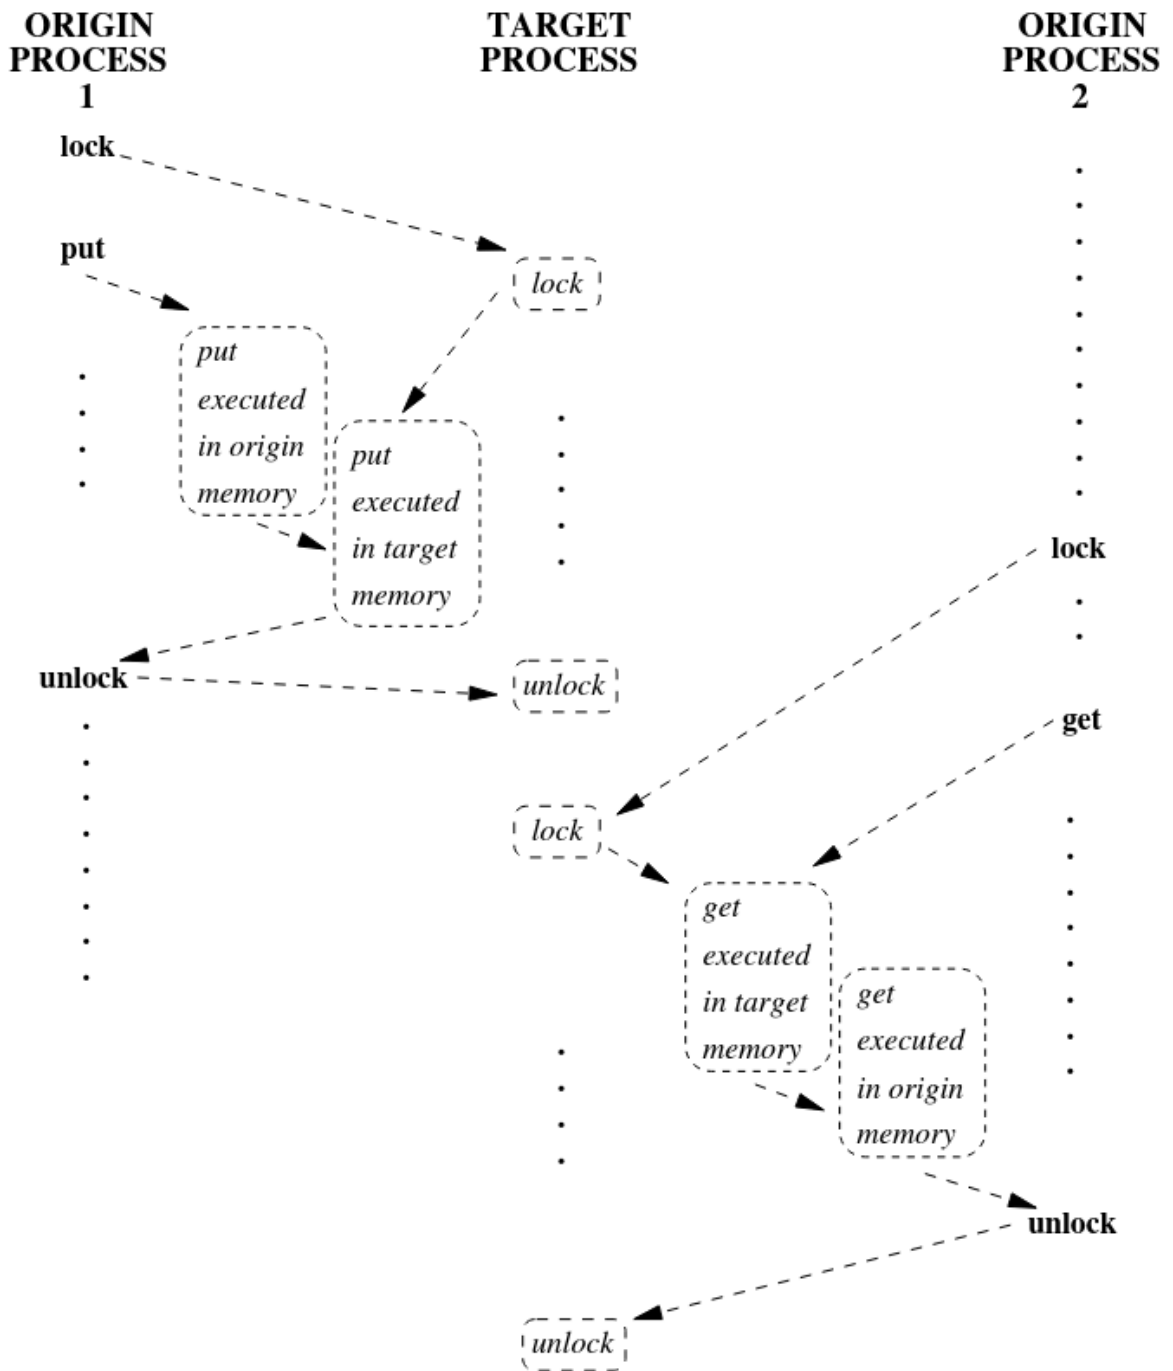 ORIGIN
PROCESS
1
TARGET
PROCESS
ORIGIN
PROCESS
2
lock
put
lock
put
executed
in origin
memory
put
executed
in target
memory
lock
unlock
unlock
get
lock
get
executed
in target
memory
get
executed
in origin
memory
unlock
unlock